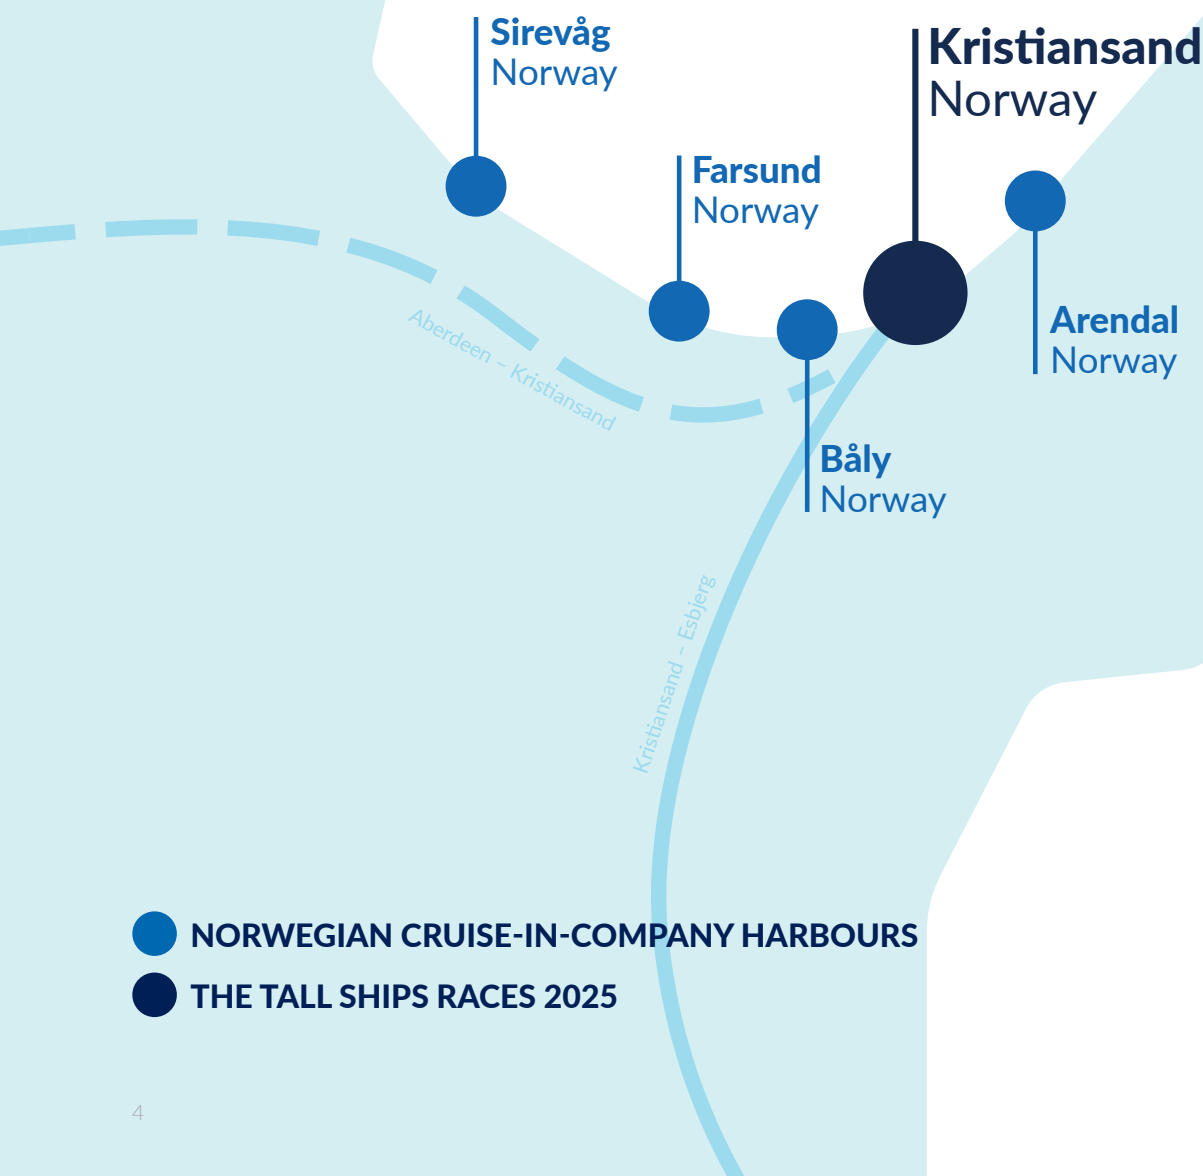 Sirevåg
Norway
Kristiansand
Norway
Farsund
Norway
Arendal
Norway
Aberdeen – Kristiansand
Båly
Norway
Kristiansand – Esbjerg
NORWEGIAN CRUISE-IN-COMPANY HARBOURS
THE TALL SHIPS RACES 2025
4